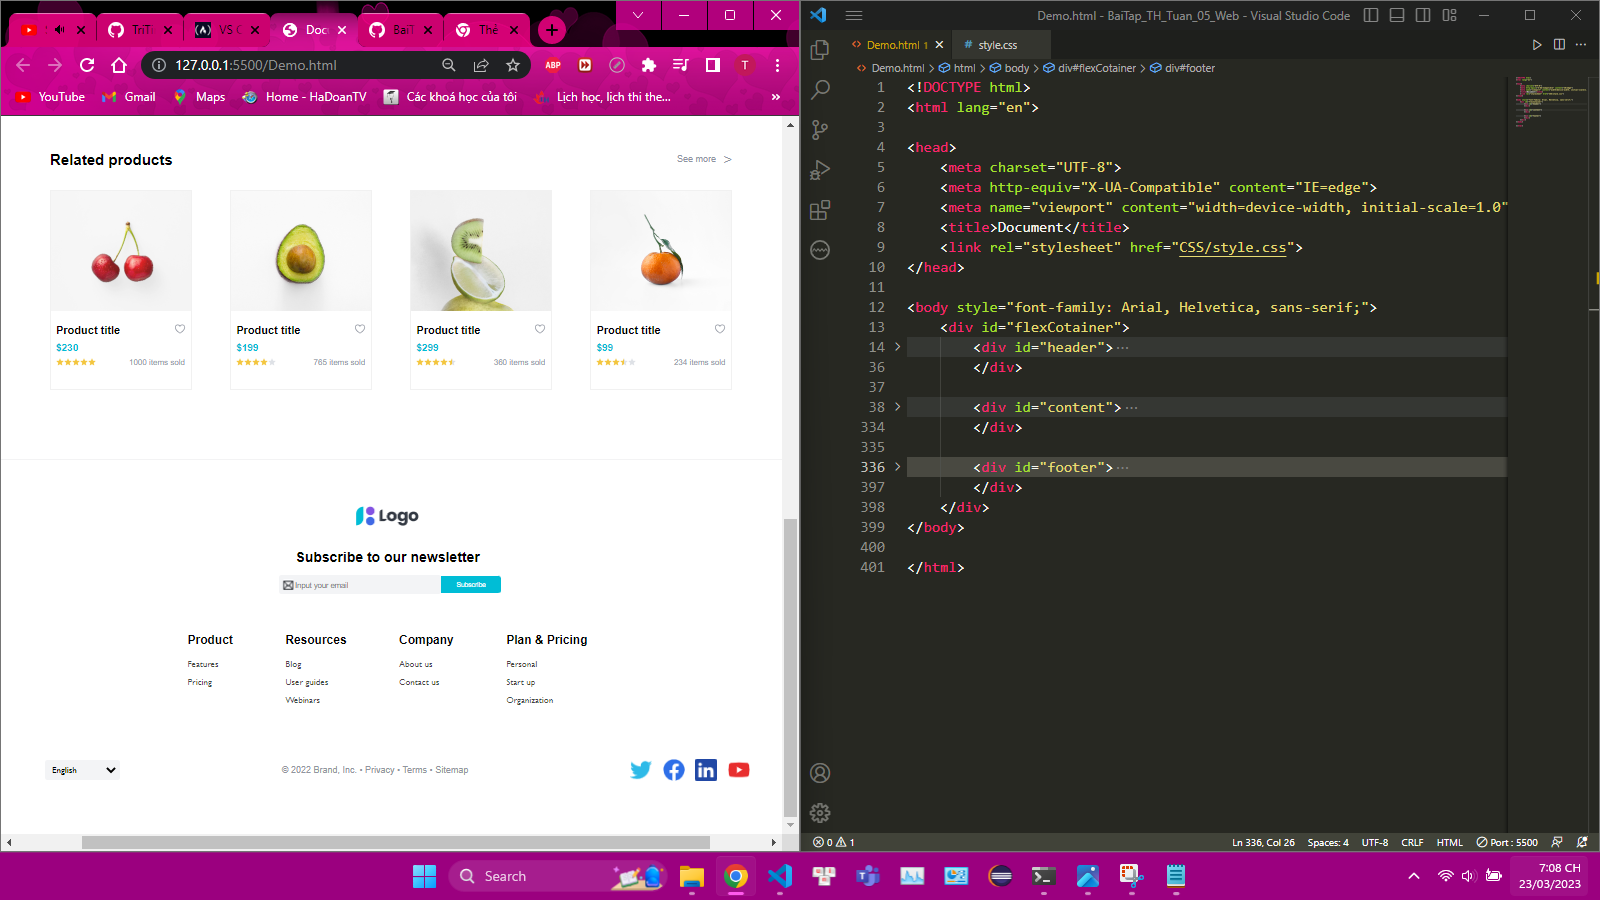 TriTu
VS C
Docu
BaiT
Thẻ
127.0.0.1:5500/Demo.html
ABP
T
YouTube
Gmail
Maps
Home - HaDoanTV
Các khoá học của tôi
Lịch học, lịch thi the...
»
Related products
See more >
Product title
$230
1000 items sold
Product title
$199
765 items sold
Product title
$299
360 items sold
Product title
$99
234 items sold
Logo
Subscribe to our newsletter
Input your email
Subscribe
Product
Features
Pricing
Resources
Blog
User guides
Webinars
Company
About us
Contact us
Plan & Pricing
Personal
Start up
Organization
English
© 2022 Brand, Inc. • Privacy • Terms • Sitemap
Demo.html - BaiTap_TH_Tuan_05_Web - Visual Studio Code
Demo.html 1
# style.css
Demo.html > html > body > div#flexCotainer > div#footer
1 <!DOCTYPE html>
2 <html lang="en">
3
4 <head>
5 <meta charset="UTF-8">
6 <meta http-equiv="X-UA-Compatible" content="IE=edge">
7 <meta name="viewport" content="width=device-width, initial-scale=1.0"
8 <title>Document</title>
9 <link rel="stylesheet" href="CSS/style.css">
10 </head>
11
12 <body style="font-family: Arial, Helvetica, sans-serif;">
13 <div id="flexCotainer">
14 > <div id="header">···
36 </div>
37
38 > <div id="content">···
334 </div>
335
336 > <div id="footer">···
397 </div>
398 </div>
399 </body>
400
401 </html>
0 1
Ln 336, Col 26 Spaces: 4 UTF-8 CRLF HTML Port : 5500
Search
7:08 CH
23/03/2023